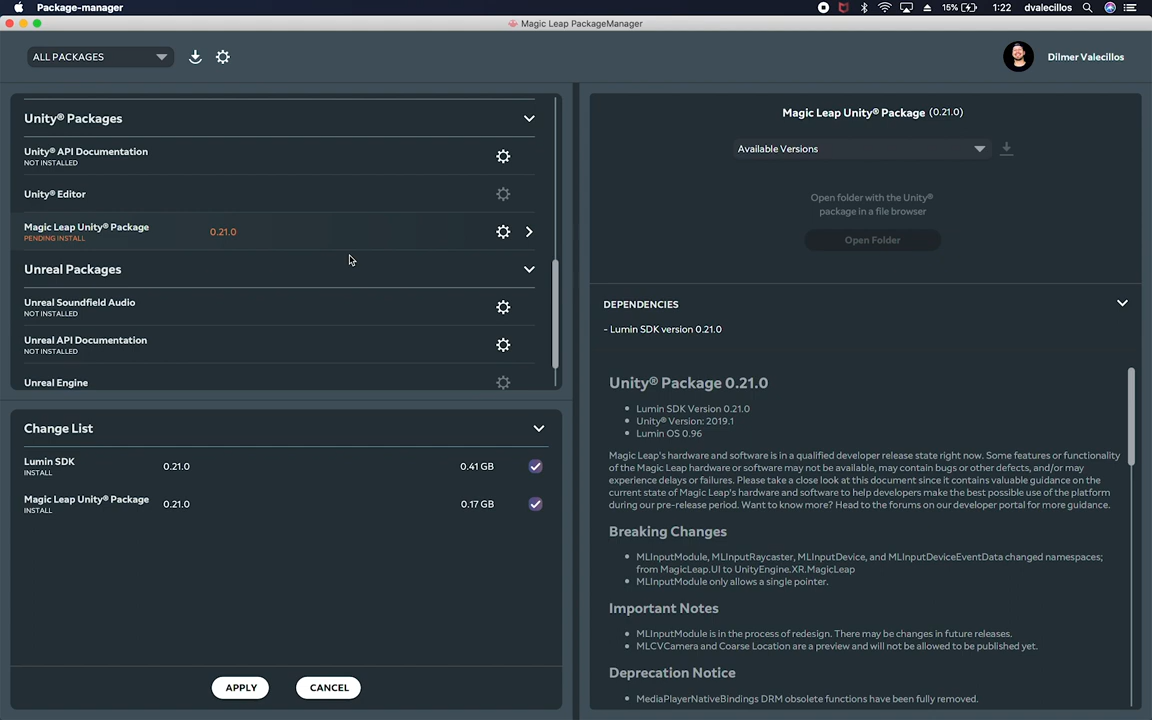 Package-manager
15%
1:22
dvalecillos
Magic Leap PackageManager
ALL PACKAGES
Dilmer Valecillos
Unity® Packages
Unity® API Documentation
NOT INSTALLED
Unity® Editor
Magic Leap Unity® Package
0.21.0
PENDING INSTALL
Unreal Packages
Unreal Soundfield Audio
NOT INSTALLED
Unreal API Documentation
NOT INSTALLED
Unreal Engine
Change List
Lumin SDK
INSTALL
0.21.0
0.41 GB
Magic Leap Unity® Package
INSTALL
0.21.0
0.17 GB
APPLY
CANCEL
Magic Leap Unity® Package (0.21.0)
Available Versions
Open folder with the Unity®
package in a file browser
Open Folder
DEPENDENCIES
- Lumin SDK version 0.21.0
Unity® Package 0.21.0
• Lumin SDK Version 0.21.0
• Unity® Version: 2019.1
• Lumin OS 0.96
Magic Leap's hardware and software is in a qualified developer release state right now. Some features or functionality
of the Magic Leap hardware or software may not be available, may contain bugs or other defects, and/or may
experience delays or failures. Please take a close look at this document since it contains valuable guidance on the
current state of Magic Leap's hardware and software to help developers make the best possible use of the platform
during our pre-release period. Want to know more? Head to the forums on our developer portal for more guidance.
Breaking Changes
• MLInputModule, MLInputRaycaster, MLInputDevice, and MLInputDeviceEventData changed namespaces;
from MagicLeap.UI to UnityEngine.XR.MagicLeap
• MLInputModule only allows a single pointer.
Important Notes
• MLInputModule is in the process of redesign. There may be changes in future releases.
• MLCVCamera and Coarse Location are a preview and will not be allowed to be published yet.
Deprecation Notice
• MediaPlayerNativeBindings DRM obsolete functions have been fully removed.